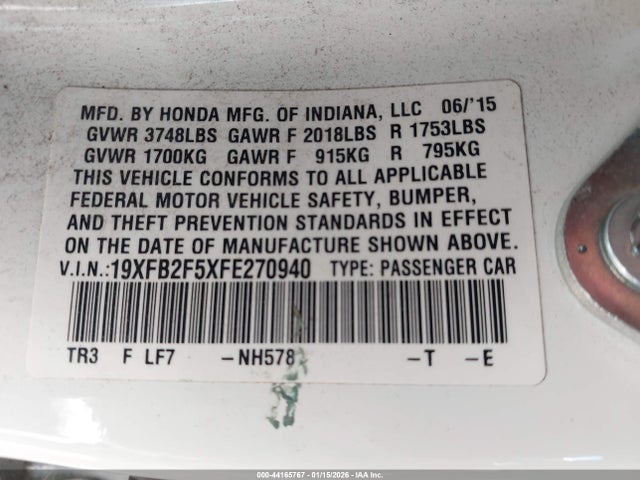 MFD. BY HONDA MFG. OF INDIANA, LLC 06/'15
GVWR 3748LBS GAWR F 2018LBS R 1753LBS
GVWR 1700KG GAWR F 915KG R 795KG
THIS VEHICLE CONFORMS TO ALL APPLICABLE
FEDERAL MOTOR VEHICLE SAFETY, BUMPER,
AND THEFT PREVENTION STANDARDS IN EFFECT
ON THE DATE OF MANUFACTURE SHOWN ABOVE.
V.I.N.:19XFB2F5XFE270940 TYPE: PASSENGER CAR
TR3 F LF7 -NH578 -T -E
000-44165767 - 01/15/2026 - IAAI Inc.